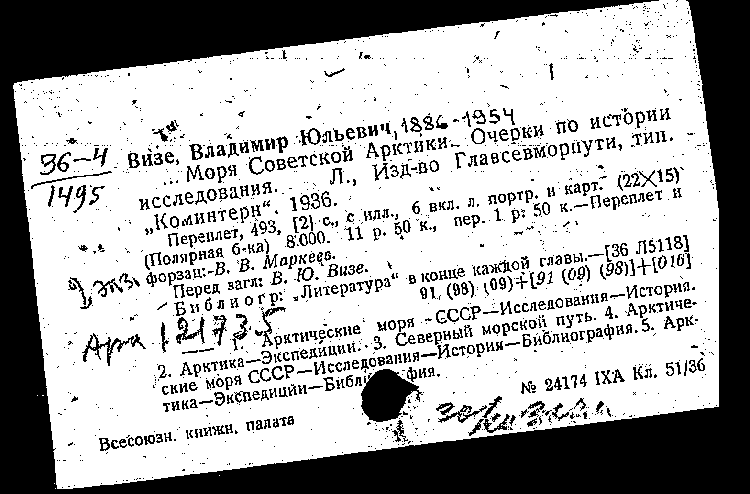 36-4
1495
Визе, Владимир Юльевич, 1886-1954
Моря Советской Арктики. Очерки по истории
исследования. Л., Изд-во Главсевморпути, тип.
„Коминтерн". 1936.
Переплет, 493, [2] с., с илл., 6 вкл. л. портр. и карт. (22×15)
(Полярная б-ка) 8.000. 11 р. 50 к., пер. 1 р. 50 к.—Переплет и
форзац:—В. В. Маркеев.
Перед загл: В. Ю. Визе.
Библиогр: „Литература" в конце каждой главы.—[36 Л5118]
91 (98) (09)+[91 (09) (98)]+[016]
2 экз.
Арк 121735
1. Арктические моря - СССР—Исследования—История.
2. Арктика—Экспедиции. 3. Северный морской путь. 4. Арктиче-
ские моря СССР—Исследования—История—Библиография. 5. Арк-
тика—Экспедиции—Библиография.
№ 24174 IXA Кл. 51/36
Всесоюзн. книжн. палата